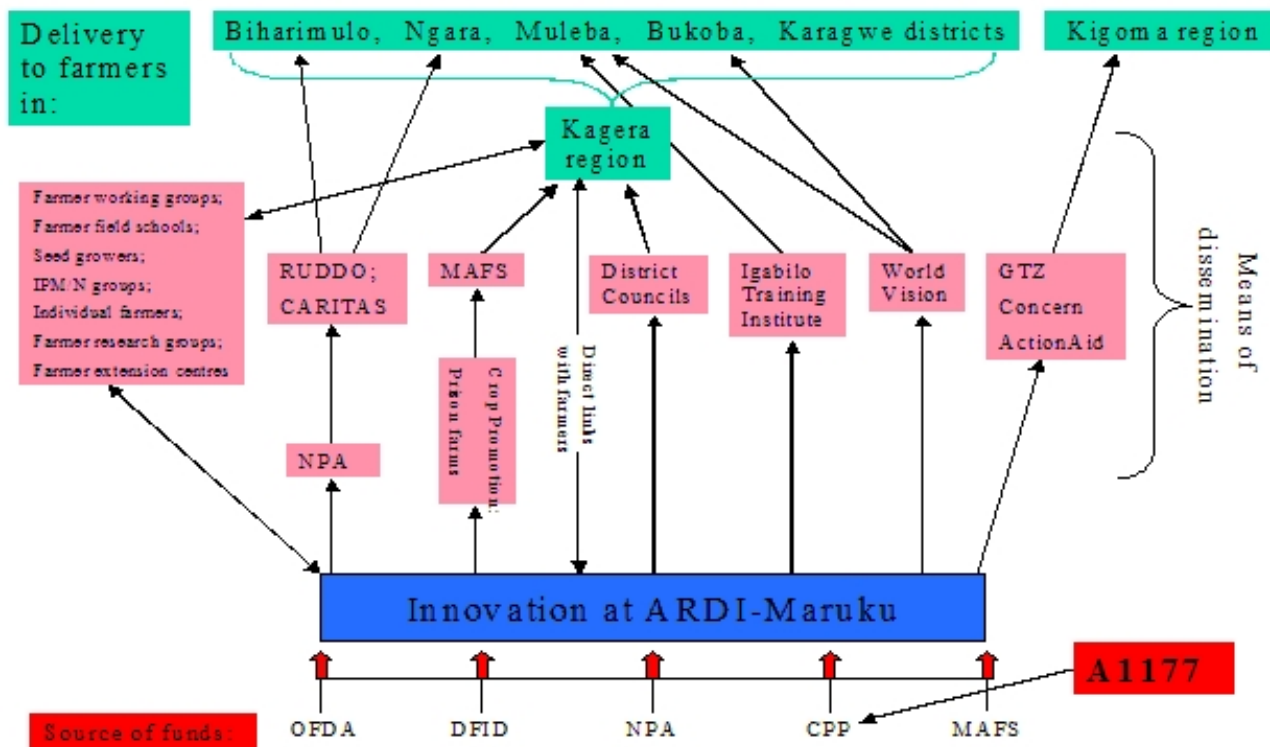 Delivery
to farmers
in:
Biharimulo, Ngara, Muleba, Bukoba, Karagwe districts
Kigoma region
Kagera
region
Farmer working groups;
Farmer field schools;
Seed growers;
IPM/N groups;
Individual farmers;
Farmer research groups;
Farmer extension centres
RUDDO;
CARITAS
MAFS
District
Councils
Igabilo
Training
Institute
World
Vision
GTZ
Concern
ActionAid
Means of
dissemination
NPA
Crop Promotion:
Prison farms
Direct links
with farmers
Innovation at ARDI-Maruku
A1177
Source of funds:
OFDA
DFID
NPA
CPP
MAFS